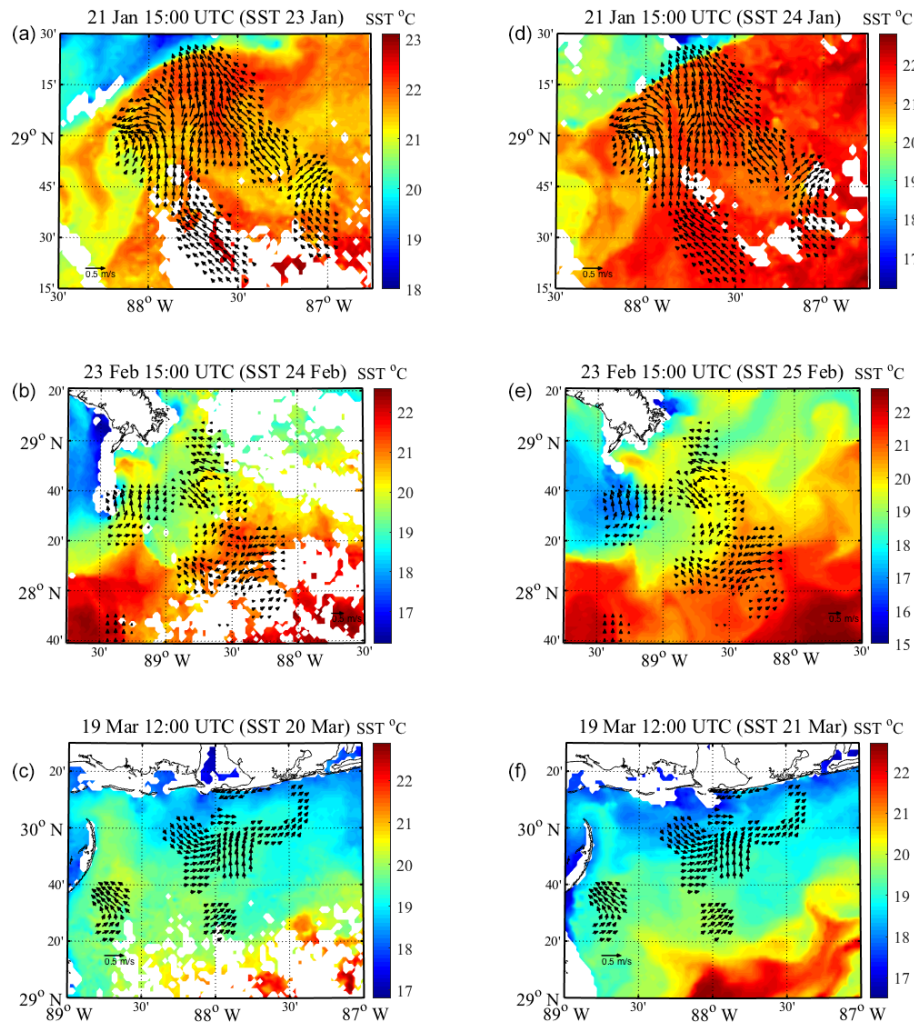 21 Jan 15:00 UTC (SST 23 Jan) SST °C
(a)
30'
15'
29° N
45'
30'
15'
0.5 m/s
30'
88° W
30'
87° W
23
22
21
20
19
18
21 Jan 15:00 UTC (SST 24 Jan) SST °C
(d)
30'
15'
29° N
45'
30'
15'
0.5 m/s
30'
88° W
30'
87° W
22
21
20
19
18
17
23 Feb 15:00 UTC (SST 24 Feb) SST °C
(b)
20'
29° N
40'
20'
28° N
40'
0.5 m/s
30'
89° W
30'
88° W
22
21
20
19
18
17
23 Feb 15:00 UTC (SST 25 Feb) SST °C
(e)
20'
29° N
40'
20'
28° N
40'
0.5 m/s
30'
89° W
30'
88° W
22
21
20
19
18
17
16
15
19 Mar 12:00 UTC (SST 20 Mar) SST °C
(c)
20'
30° N
40'
20'
29° N
0.5 m/s
89° W
30'
88° W
30'
87° W
22
21
20
19
18
17
19 Mar 12:00 UTC (SST 21 Mar) SST °C
(f)
20'
30° N
40'
20'
29° N
0.5 m/s
89° W
30'
88° W
30'
87° W
22
21
20
19
18
17